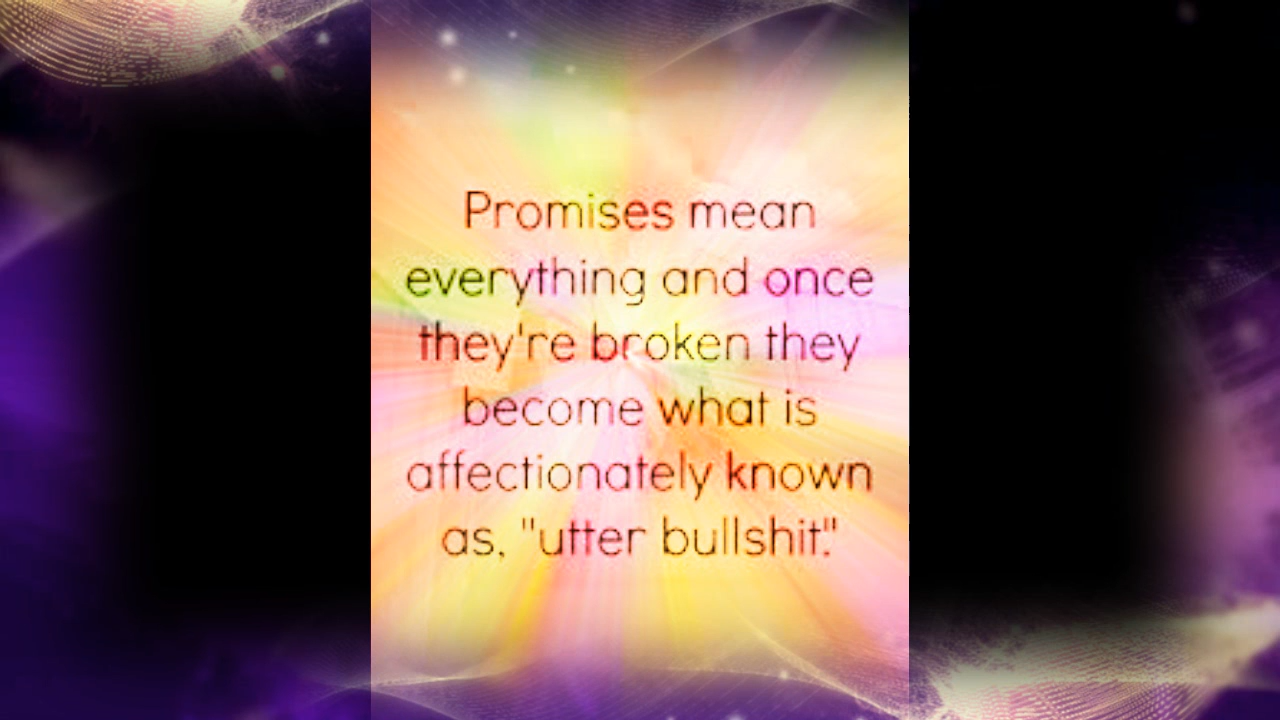 Promises mean
everything and once
they're broken they
become what is
affectionately known
as, "utter bullshit."